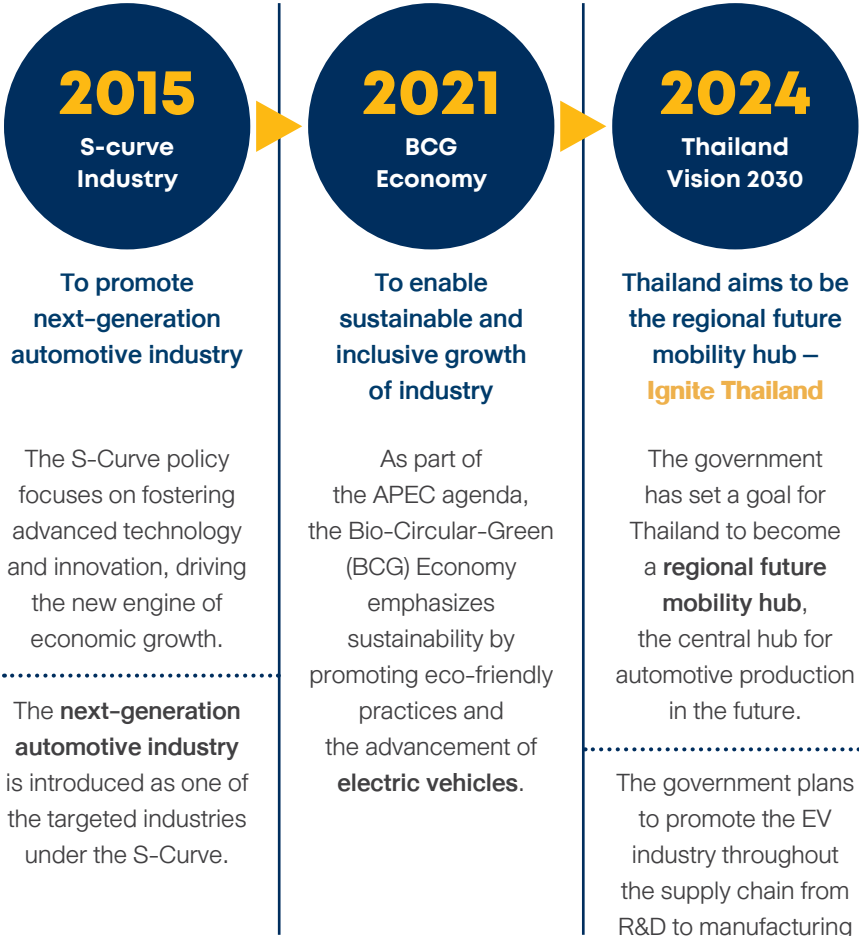 2015
S-curve
Industry
To promote
next-generation
automotive industry
The S-Curve policy
focuses on fostering
advanced technology
and innovation, driving
the new engine of
economic growth.
The next-generation
automotive industry
is introduced as one of
the targeted industries
under the S-Curve.
2021
BCG
Economy
To enable
sustainable and
inclusive growth
of industry
As part of
the APEC agenda,
the Bio-Circular-Green
(BCG) Economy
emphasizes
sustainability by
promoting eco-friendly
practices and
the advancement of
electric vehicles.
2024
Thailand
Vision 2030
Thailand aims to be
the regional future
mobility hub –
Ignite Thailand
The government
has set a goal for
Thailand to become
a regional future
mobility hub,
the central hub for
automotive production
in the future.
The government plans
to promote the EV
industry throughout
the supply chain from
R&D to manufacturing